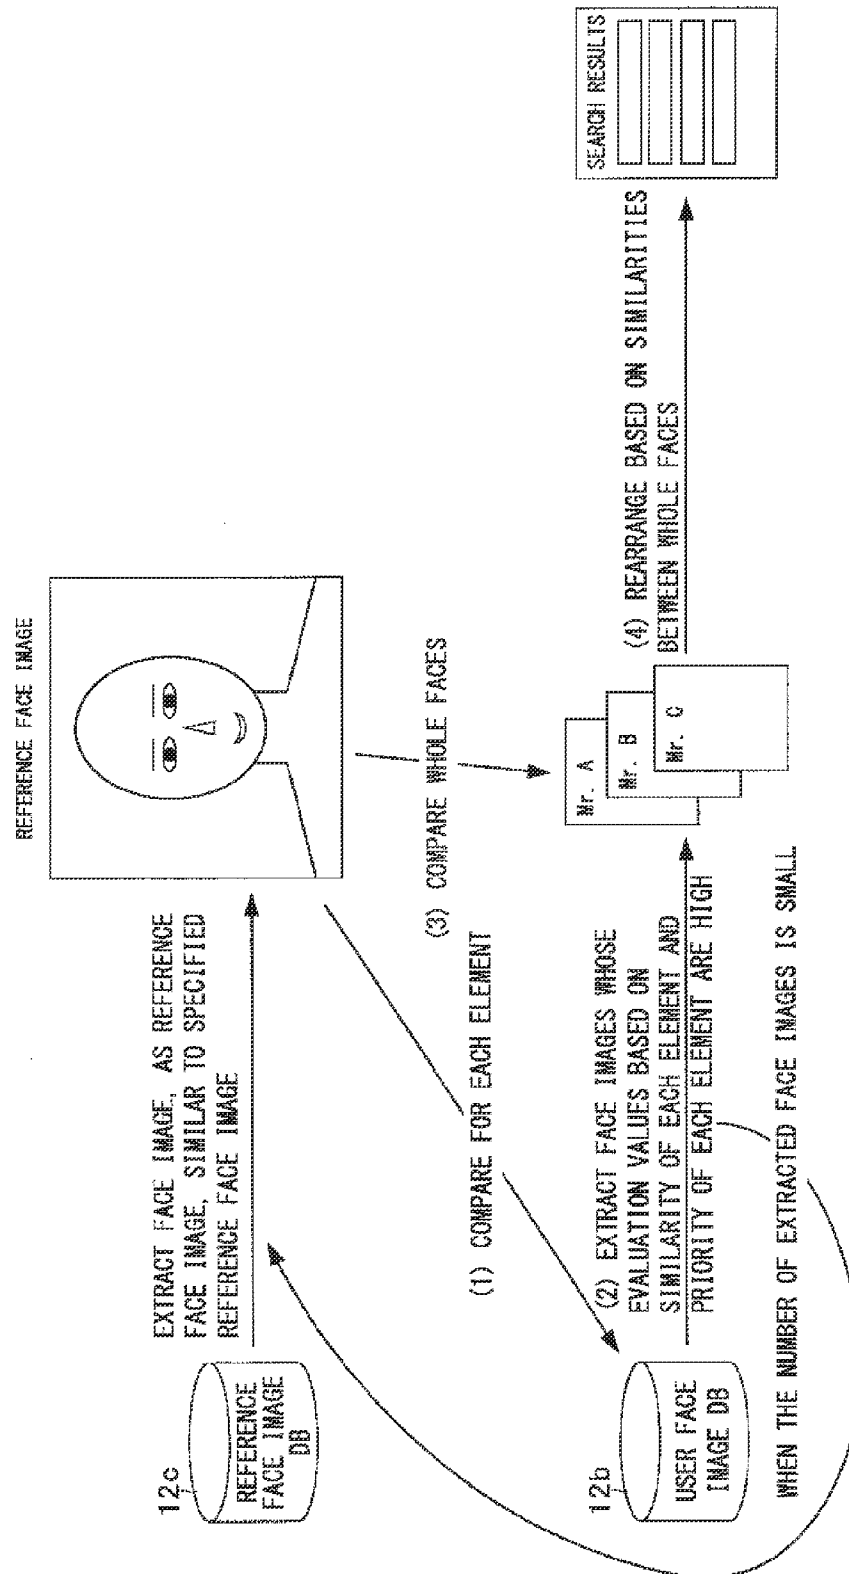 REFERENCE FACE IMAGE
12c
REFERENCE
FACE IMAGE
DB
EXTRACT FACE IMAGE, AS REFERENCE
FACE IMAGE, SIMILAR TO SPECIFIED
REFERENCE FACE IMAGE
(1) COMPARE FOR EACH ELEMENT
(3) COMPARE WHOLE FACES
12b
USER FACE
IMAGE DB
(2) EXTRACT FACE IMAGES WHOSE
EVALUATION VALUES BASED ON
SIMILARITY OF EACH ELEMENT AND
PRIORITY OF EACH ELEMENT ARE HIGH
Mr. A
Mr. B
Mr. C
(4) REARRANGE BASED ON SIMILARITIES
BETWEEN WHOLE FACES
SEARCH RESULTS
WHEN THE NUMBER OF EXTRACTED FACE IMAGES IS SMALL